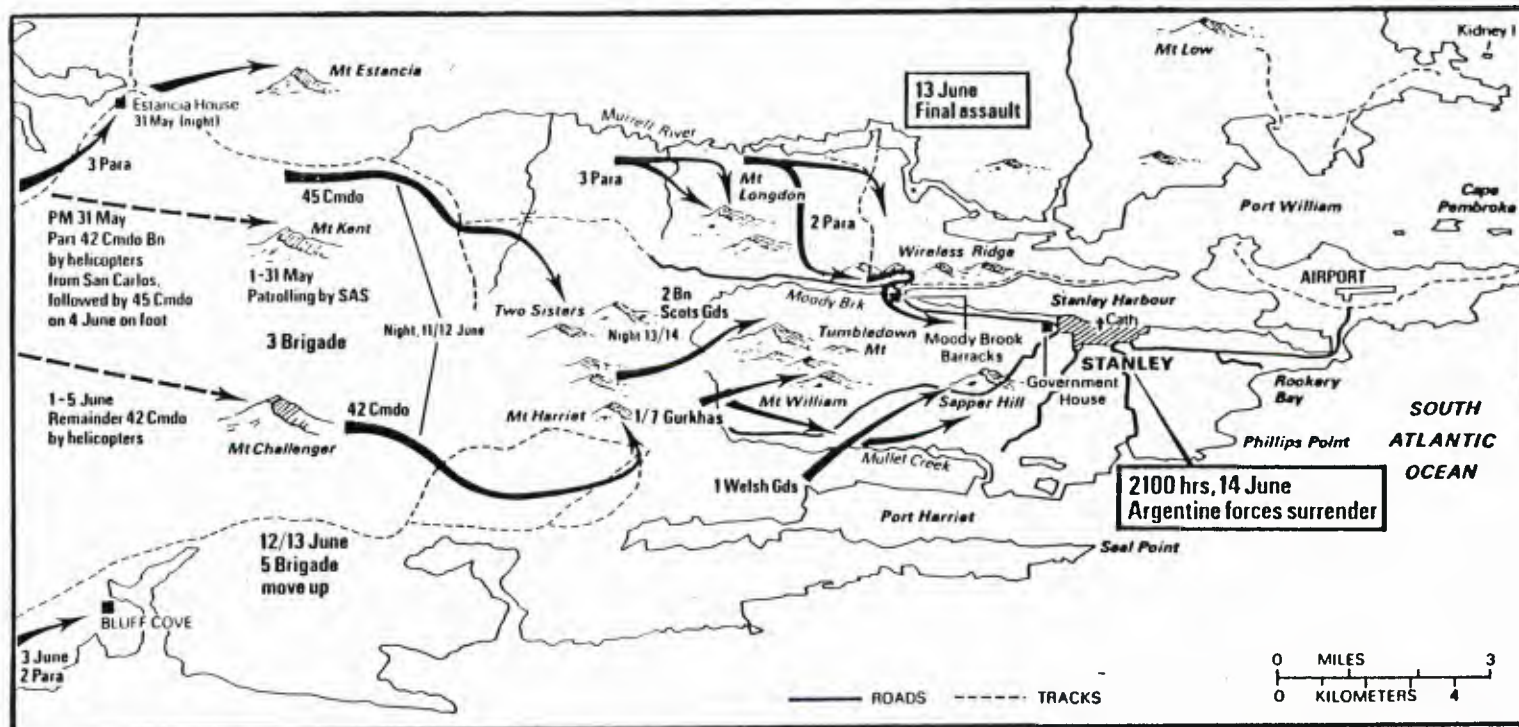 Mt Estancia
Estancia House
31 May (night)
3 Para
PM 31 May
Part 42 Cmdo Bn
by helicopters
from San Carlos,
followed by 45 Cmdo
on 4 June on foot
45 Cmdo
Mt Kent
1-31 May
Patrolling by SAS
3 Brigade
Night, 11/12 June
1-5 June
Remainder 42 Cmdo
by helicopters
Mt Challenger
42 Cmdo
12/13 June
5 Brigade
move up
BLUFF COVE
3 June
2 Para
Murrell River
3 Para
Mt
Longdon
2 Para
13 June
Final assault
Mt Low
Kidney I
Port William
Cape
Pembroke
Wireless Ridge
AIRPORT
Moody Brk
Two Sisters
2 Bn
Scots Gds
Night 13/14
Tumbledown
Mt
Moody Brook
Barracks
Stanley Harbour
Cath
STANLEY
Government
House
Rookery
Bay
Mt Harriet
1/7 Gurkhas
Mt William
Sapper Hill
Mullet Creek
1 Welsh Gds
Port Harriet
Seal Point
Phillips Point
SOUTH
ATLANTIC
OCEAN
2100 hrs, 14 June
Argentine forces surrender
0 MILES 3
0 KILOMETERS 4
ROADS TRACKS